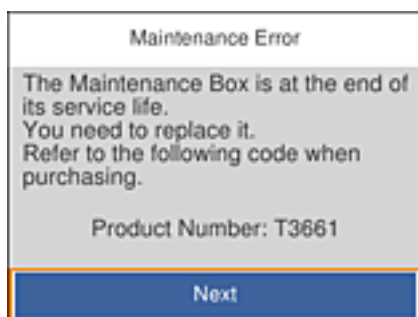 Maintenance Error
The Maintenance Box is at the end of
its service life.
You need to replace it.
Refer to the following code when
purchasing.
Product Number: T3661
Next